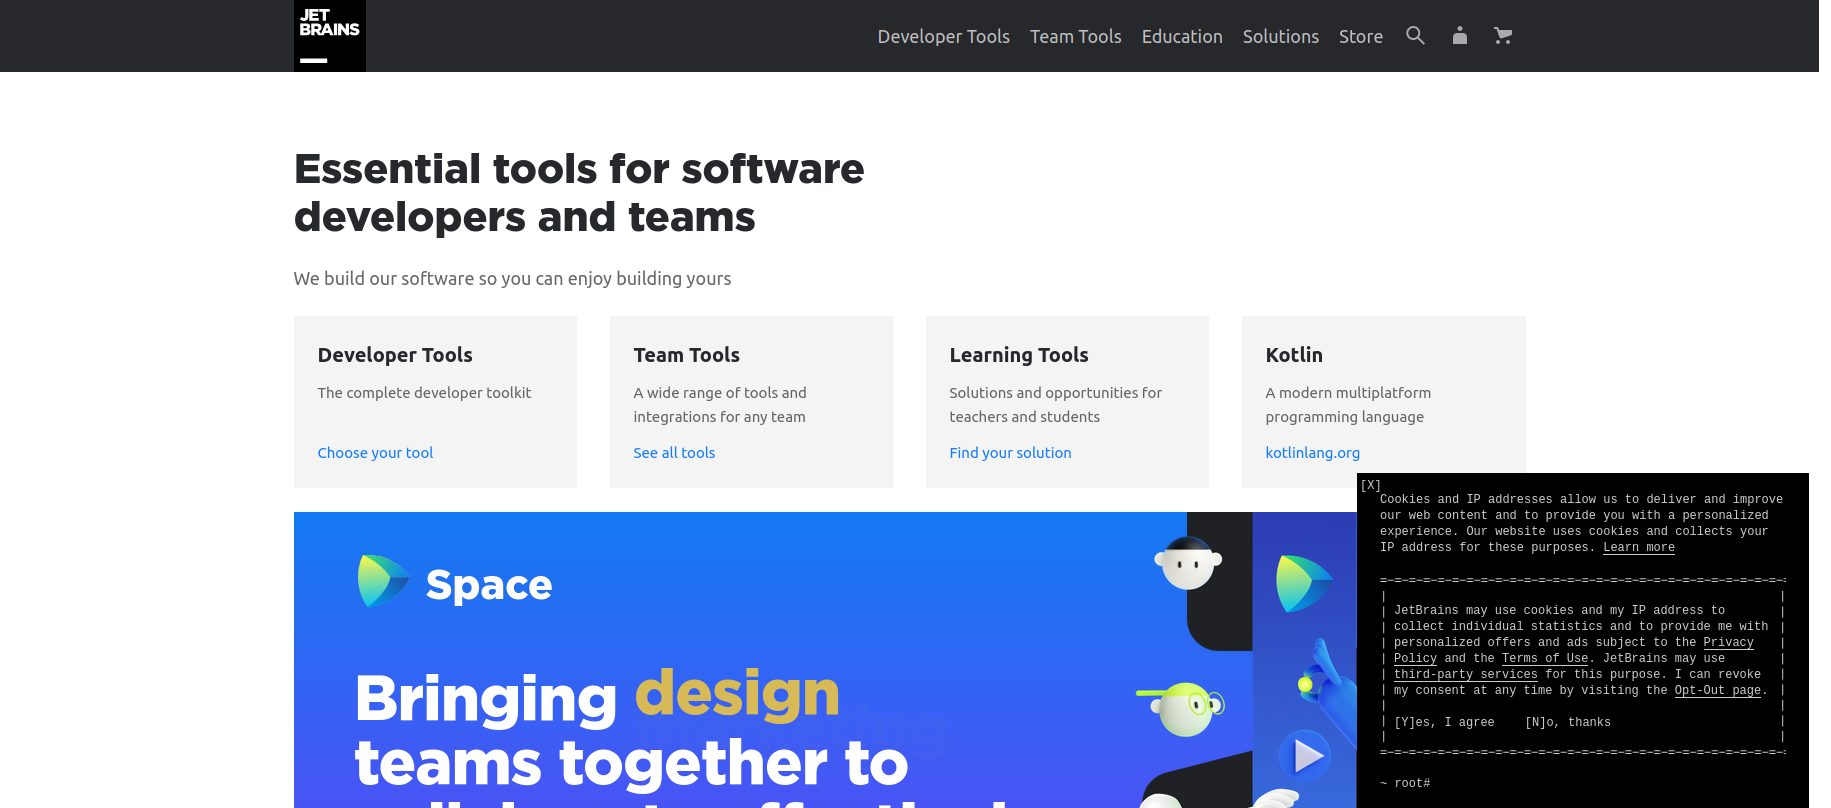 JET
BRAINS
Developer Tools Team Tools Education Solutions Store
Essential tools for software
developers and teams
We build our software so you can enjoy building yours
Developer Tools
The complete developer toolkit
Choose your tool
Team Tools
A wide range of tools and
integrations for any team
See all tools
Learning Tools
Solutions and opportunities for
teachers and students
Find your solution
Kotlin
A modern multiplatform
programming language
kotlinlang.org
Space
Bringing design
marketing
teams together to
[X]
Cookies and IP addresses allow us to deliver and improve
our web content and to provide you with a personalized
experience. Our website uses cookies and collects your
IP address for these purposes. Learn more
JetBrains may use cookies and my IP address to
collect individual statistics and to provide me with
personalized offers and ads subject to the Privacy
Policy and the Terms of Use. JetBrains may use
third-party services for this purpose. I can revoke
my consent at any time by visiting the Opt-Out page.
[Y]es, I agree [N]o, thanks
~ root#